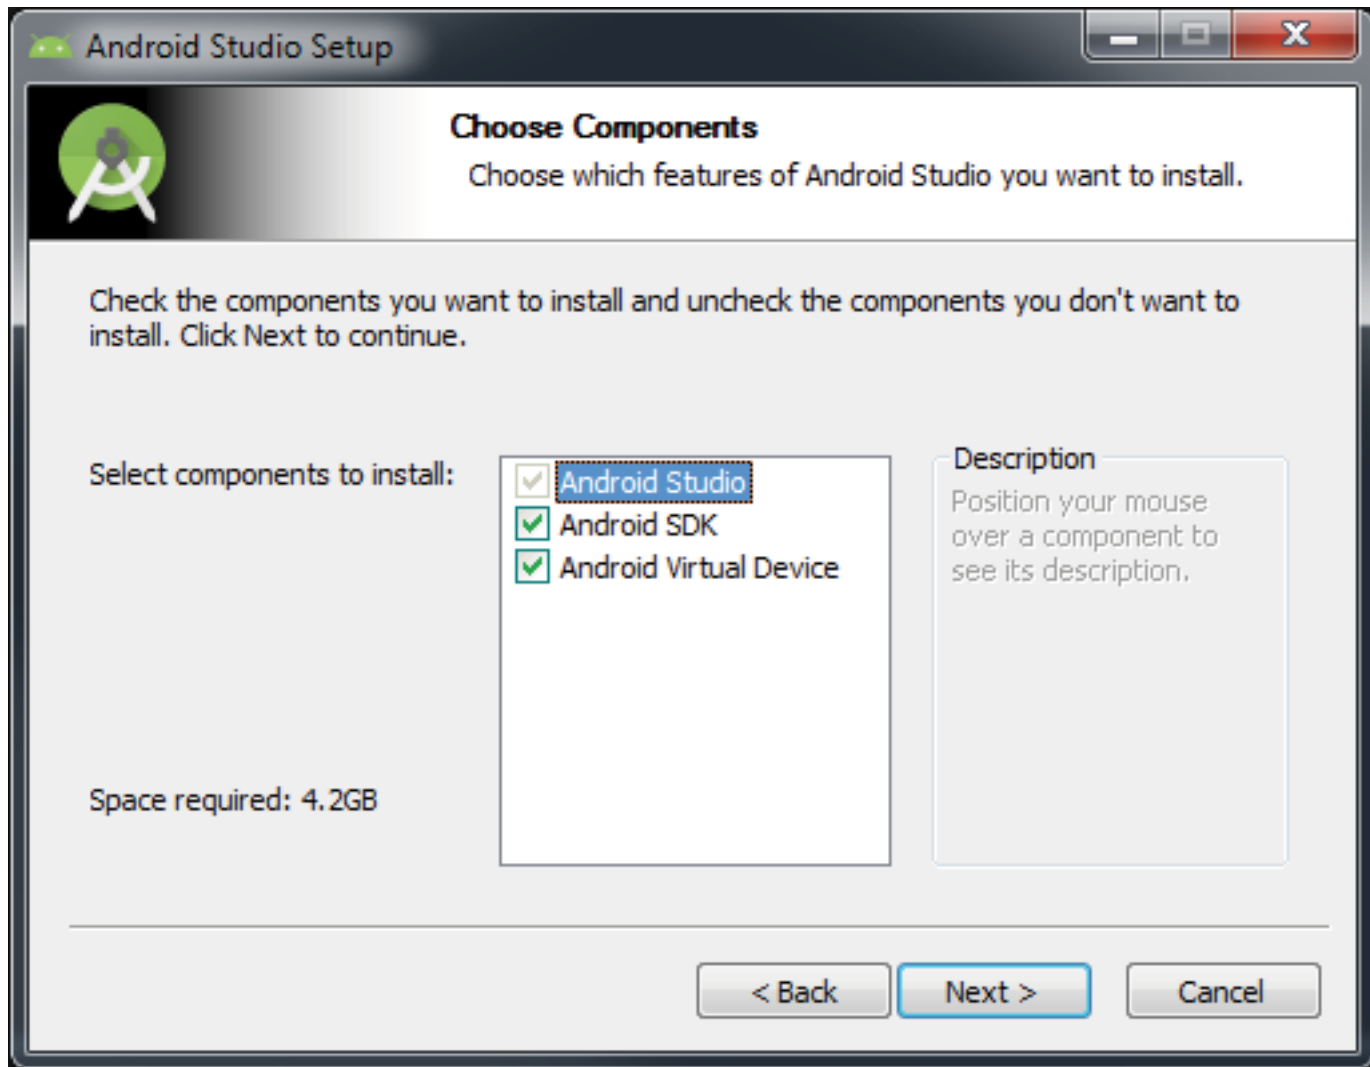 Android Studio Setup
Choose Components
Choose which features of Android Studio you want to install.
Check the components you want to install and uncheck the components you don't want to
install. Click Next to continue.
Select components to install:
Android Studio
Android SDK
Android Virtual Device
Description
Position your mouse
over a component to
see its description.
Space required: 4.2GB
< Back
Next >
Cancel